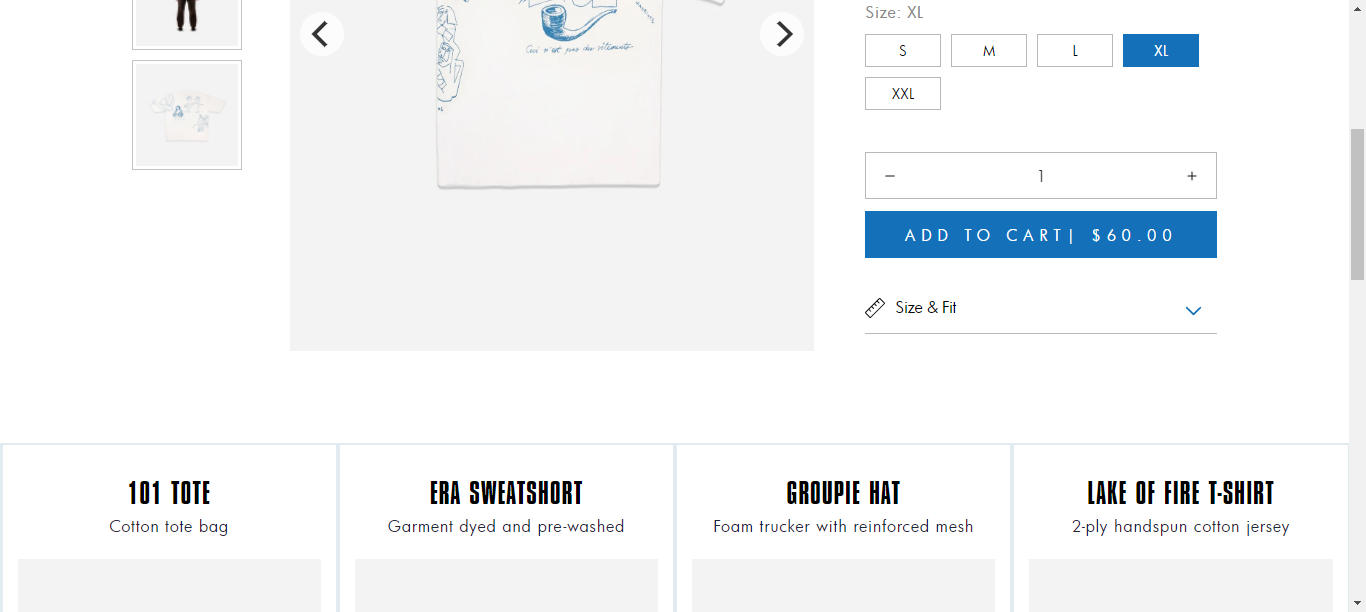 Size: XL
S
M
L
XL
XXL
Ceci n'est pas des vêtements
− 1 +
ADD TO CART| $60.00
Size & Fit
101 TOTE
Cotton tote bag
ERA SWEATSHORT
Garment dyed and pre-washed
GROUPIE HAT
Foam trucker with reinforced mesh
LAKE OF FIRE T-SHIRT
2-ply handspun cotton jersey